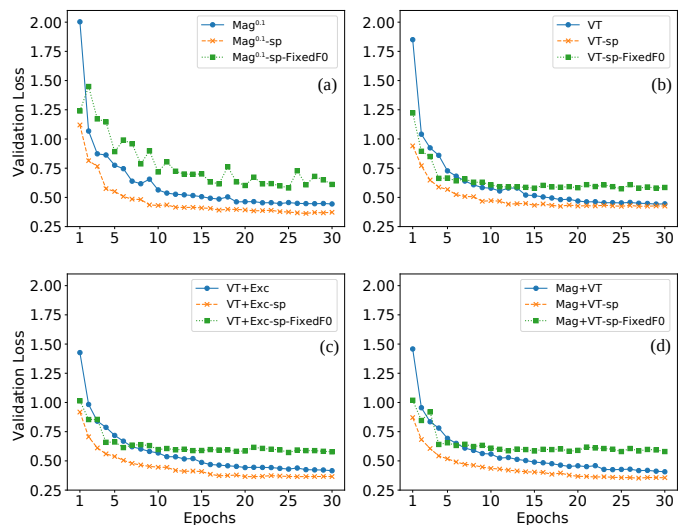 2.00
1.75
1.50
1.25
1.00
0.75
0.50
0.25
Validation Loss
Mag^0.1-
Mag^0.1-sp
Mag^0.1-sp-FixedF0
(a)
1 5 10 15 20 25 30
2.00
1.75
1.50
1.25
1.00
0.75
0.50
0.25
VT
VT-sp
VT-sp-FixedF0
(b)
1 5 10 15 20 25 30
2.00
1.75
1.50
1.25
1.00
0.75
0.50
0.25
Validation Loss
VT+Exc
VT+Exc-sp
VT+Exc-sp-FixedF0
(c)
1 5 10 15 20 25 30
Epochs
2.00
1.75
1.50
1.25
1.00
0.75
0.50
0.25
Mag+VT
Mag+VT-sp
Mag+VT-sp-FixedF0
(d)
1 5 10 15 20 25 30
Epochs